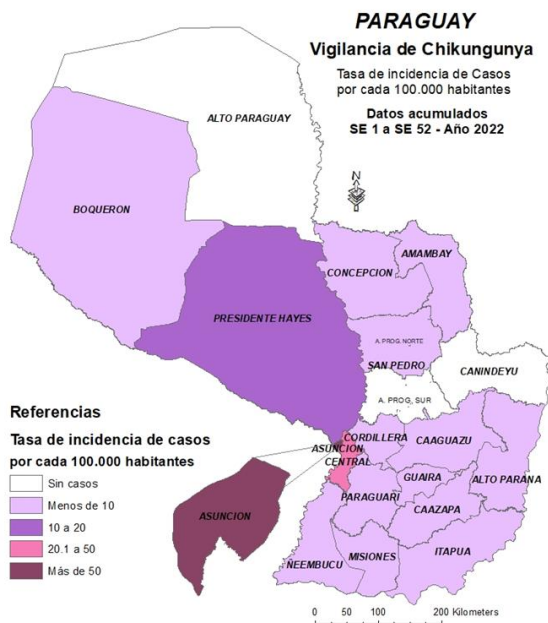 PARAGUAY
Vigilancia de Chikungunya
Tasa de incidencia de Casos
por cada 100.000 habitantes
Datos acumulados
SE 1 a SE 52 - Año 2022
N
ALTO PARAGUAY
BOQUERON
CONCEPCION
AMAMBAY
PRESIDENTE HAYES
A. PROG. NORTE
SAN PEDRO
CANINDEYU
A. PROG. SUR
CORDILLERA
CAAGUAZU
ASUNCION
CENTRAL
GUAIRA
ALTO PARANA
PARAGUARI
CAAZAPA
ÑEEMBUCU
MISIONES
ITAPUA
ASUNCION
Referencias
Tasa de incidencia de casos
por cada 100.000 habitantes
Sin casos
Menos de 10
10 a 20
20.1 a 50
Más de 50
0 50 100 200 Kilometers